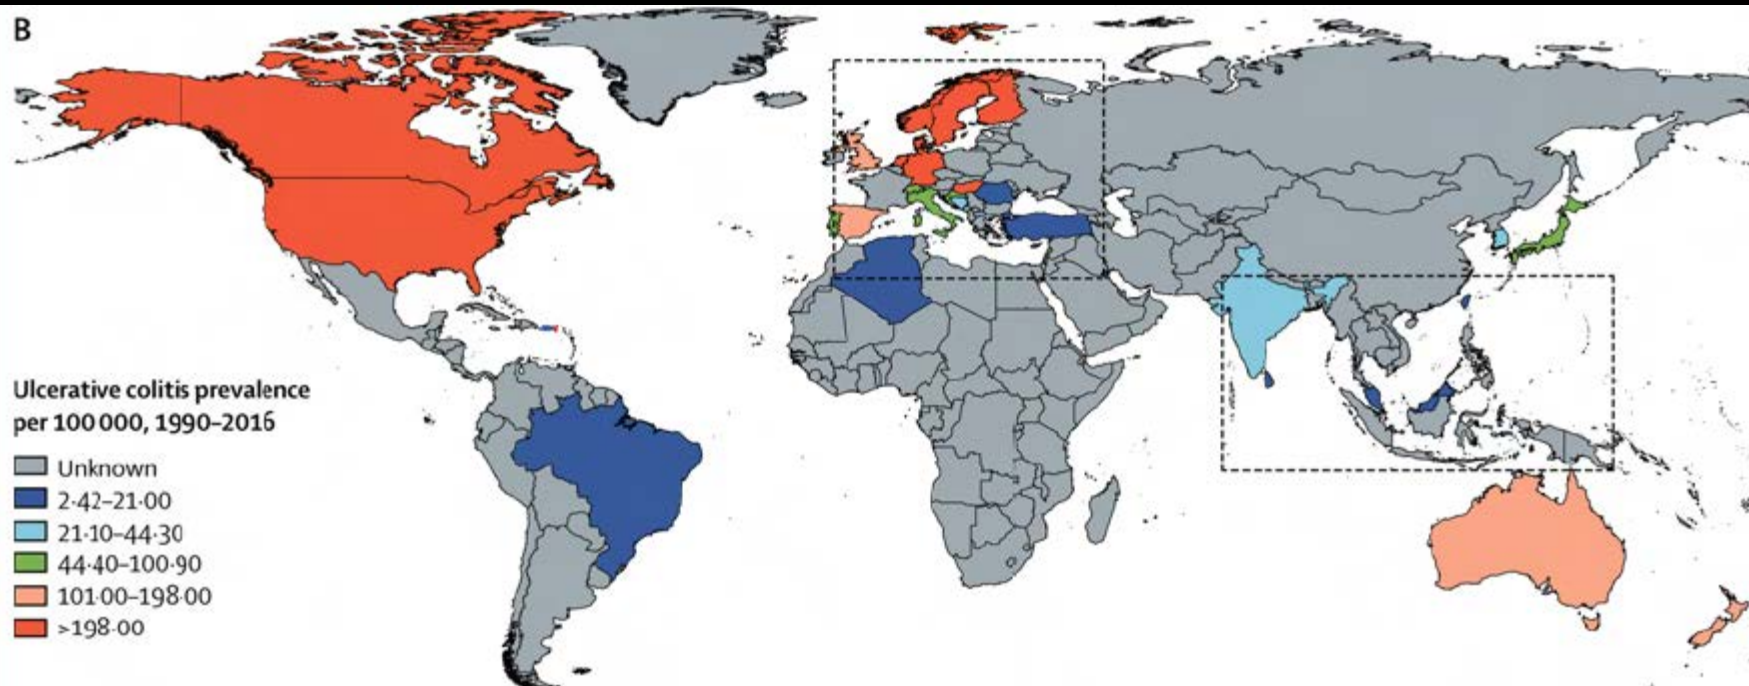 B
Ulcerative colitis prevalence
per 100 000, 1990–2016
Unknown
2·42–21·00
21·10–44·30
44·40–100·90
101·00–198·00
>198·00